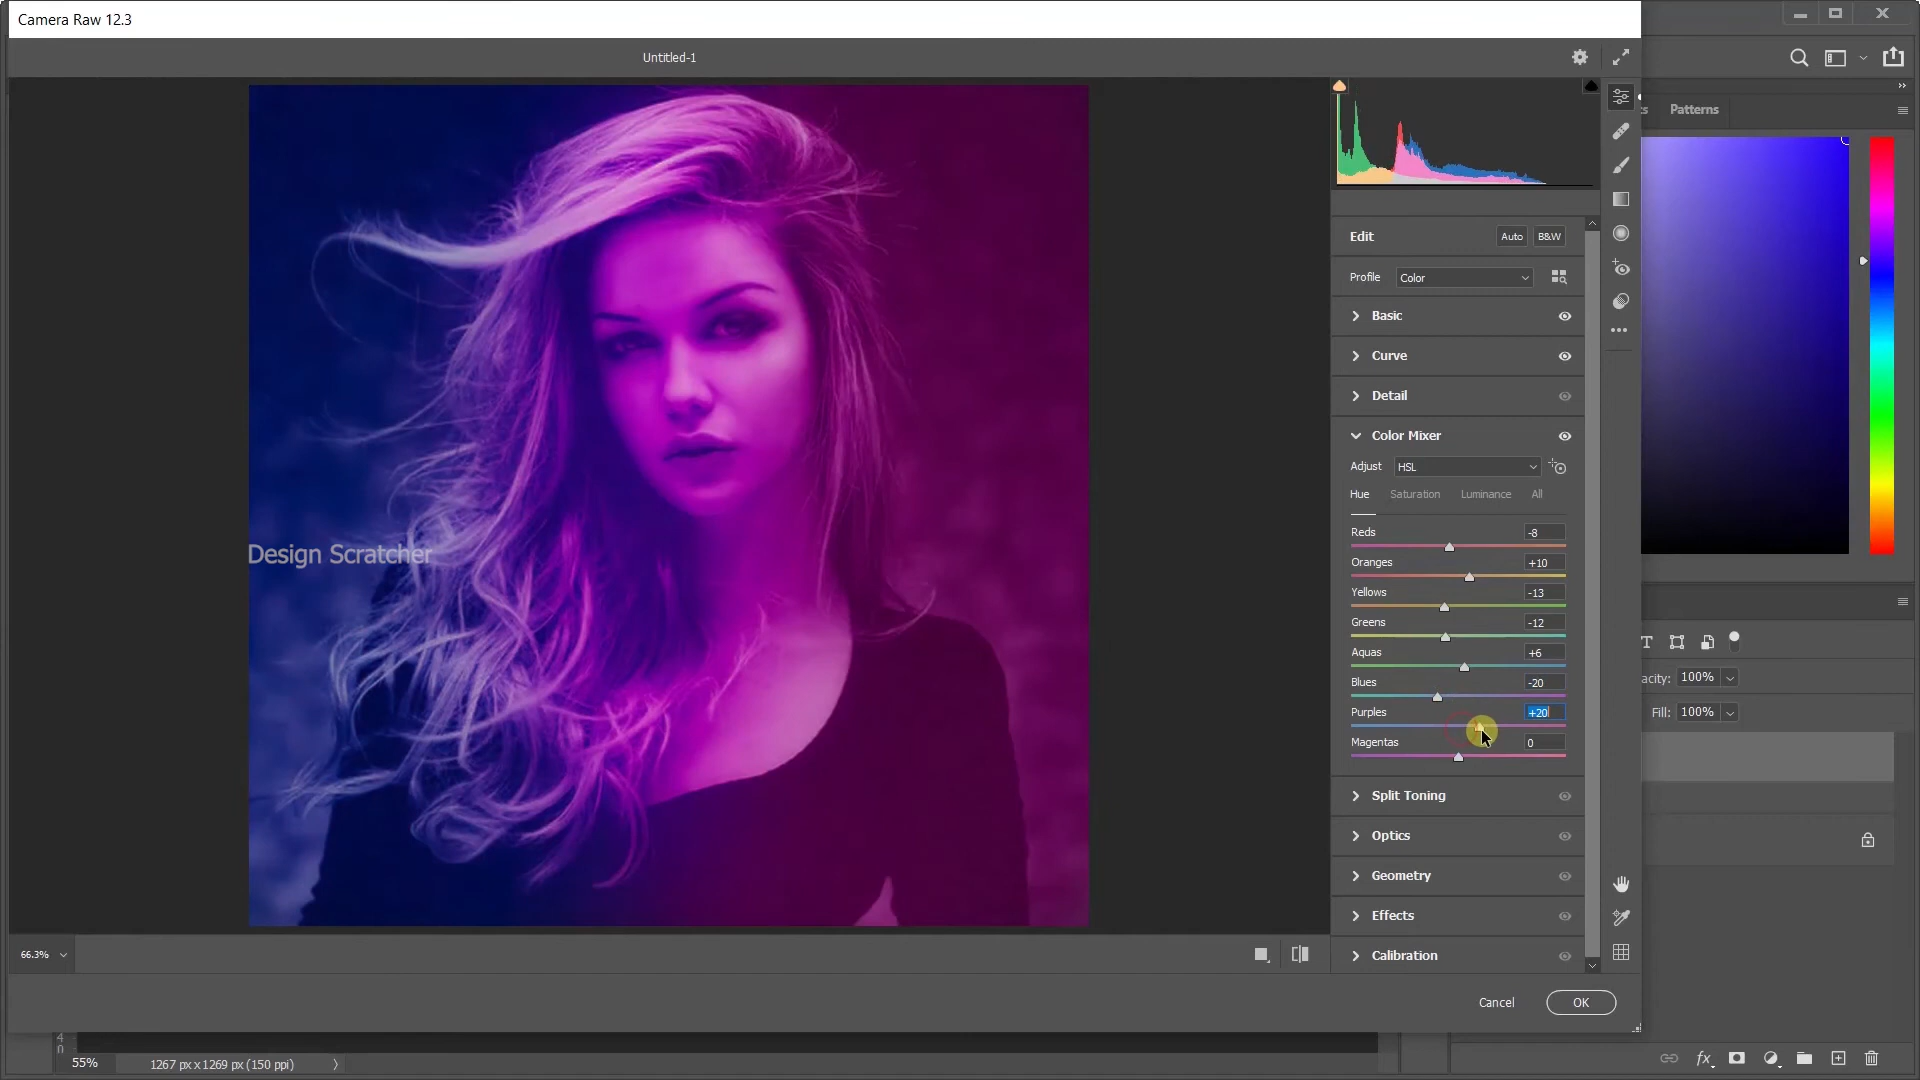 Camera Raw 12.3
Untitled-1
Patterns
Edit
Auto
B&W
Profile
Color
Basic
Curve
Detail
Color Mixer
Adjust
HSL
Hue
Saturation
Luminance
All
Reds
-8
Oranges
+10
Yellows
-13
Greens
-12
Aquas
+6
Blues
-20
Purples
+20
Magentas
0
Design Scratcher
100%
Fill: 100%
Split Toning
Optics
Geometry
Effects
Calibration
66.3%
Cancel
OK
55%
1267 px x 1269 px (150 ppi)
fx